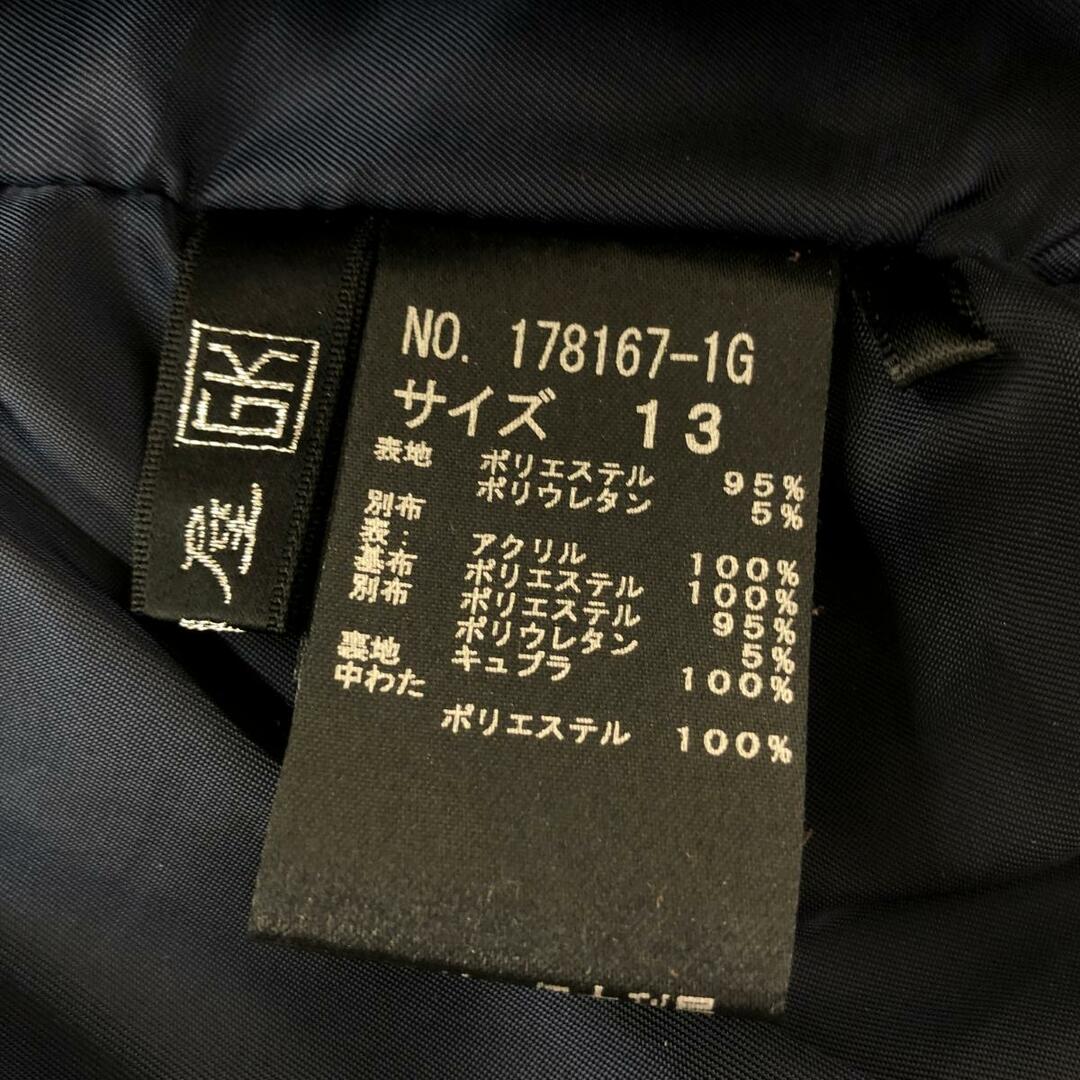 NO. 178167-1G
サイズ 13
表地 ポリエステル 95%
ポリウレタン 5%
別布
表: アクリル 100%
基布 ポリエステル 100%
別布 ポリエステル 95%
ポリウレタン 5%
裏地 キュプラ 100%
中わた
ポリエステル 100%
GK